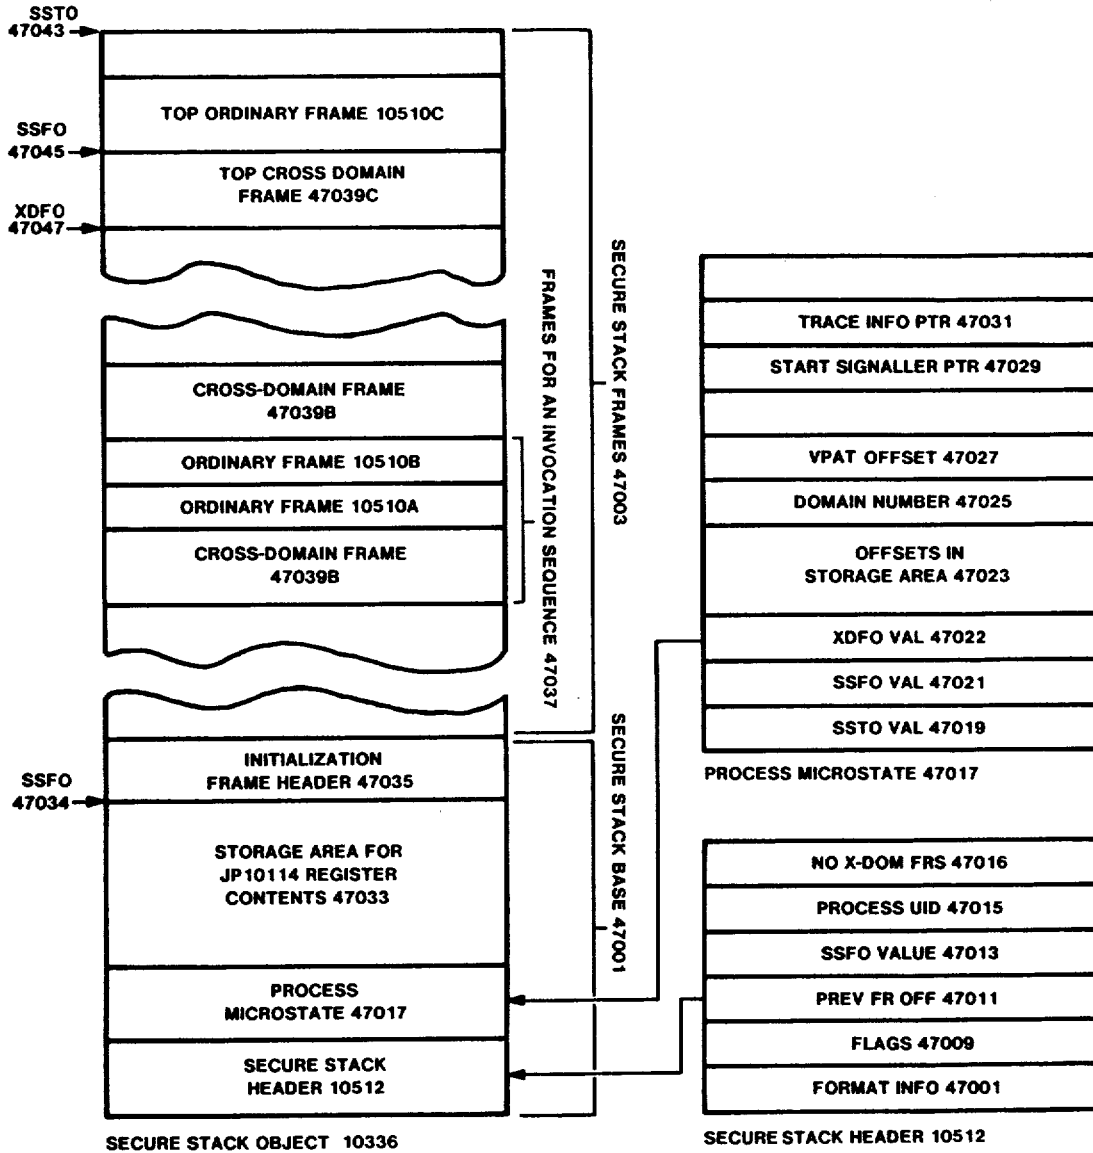 SSTO
47043
TOP ORDINARY FRAME 10510C
SSFO
47045
TOP CROSS DOMAIN
FRAME 47039C
XDFO
47047
CROSS-DOMAIN FRAME
47039B
ORDINARY FRAME 10510B
ORDINARY FRAME 10510A
CROSS-DOMAIN FRAME
47039B
INITIALIZATION
FRAME HEADER 47035
SSFO
47034
STORAGE AREA FOR
JP10114 REGISTER
CONTENTS 47033
PROCESS
MICROSTATE 47017
SECURE STACK
HEADER 10512
SECURE STACK OBJECT 10336
FRAMES FOR AN INVOCATION SEQUENCE 47037
SECURE STACK FRAMES 47003
SECURE STACK BASE 47001
TRACE INFO PTR 47031
START SIGNALLER PTR 47029
VPAT OFFSET 47027
DOMAIN NUMBER 47025
OFFSETS IN
STORAGE AREA 47023
XDFO VAL 47022
SSFO VAL 47021
SSTO VAL 47019
PROCESS MICROSTATE 47017
NO X-DOM FRS 47016
PROCESS UID 47015
SSFO VALUE 47013
PREV FR OFF 47011
FLAGS 47009
FORMAT INFO 47001
SECURE STACK HEADER 10512